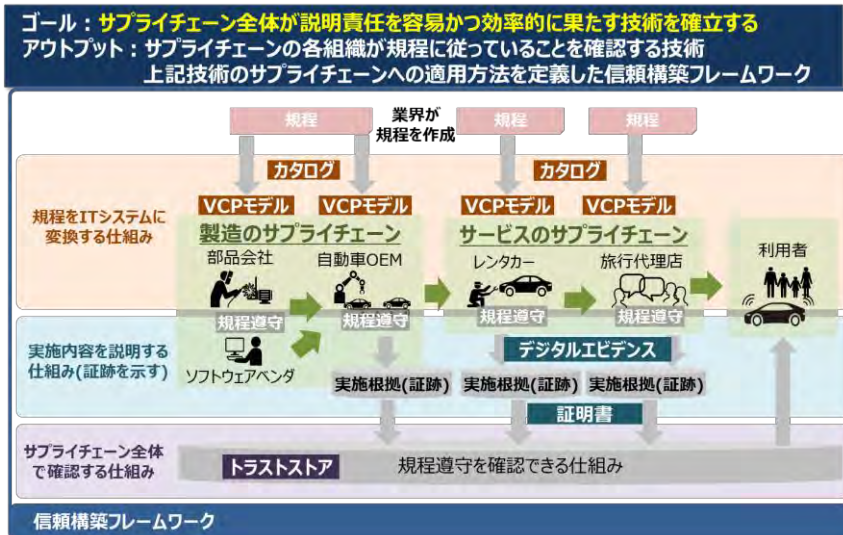 ゴール：サプライチェーン全体が説明責任を容易かつ効率的に果たす技術を確立する
アウトプット：サプライチェーンの各組織が規程に従っていることを確認する技術
上記技術のサプライチェーンへの適用方法を定義した信頼構築フレームワーク
規程
業界が
規程を作成
規程
規程
カタログ
カタログ
規程をITシステムに
変換する仕組み
VCPモデル
VCPモデル
VCPモデル
VCPモデル
製造のサプライチェーン
サービスのサプライチェーン
部品会社
自動車OEM
レンタカー
旅行代理店
利用者
規程遵守
規程遵守
規程遵守
規程遵守
実施内容を説明する
仕組み(証跡を示す)
ソフトウェアベンダ
デジタルエビデンス
実施根拠(証跡)
実施根拠(証跡)
実施根拠(証跡)
証明書
サプライチェーン全体
で確認する仕組み
トラストストア
規程遵守を確認できる仕組み
信頼構築フレームワーク